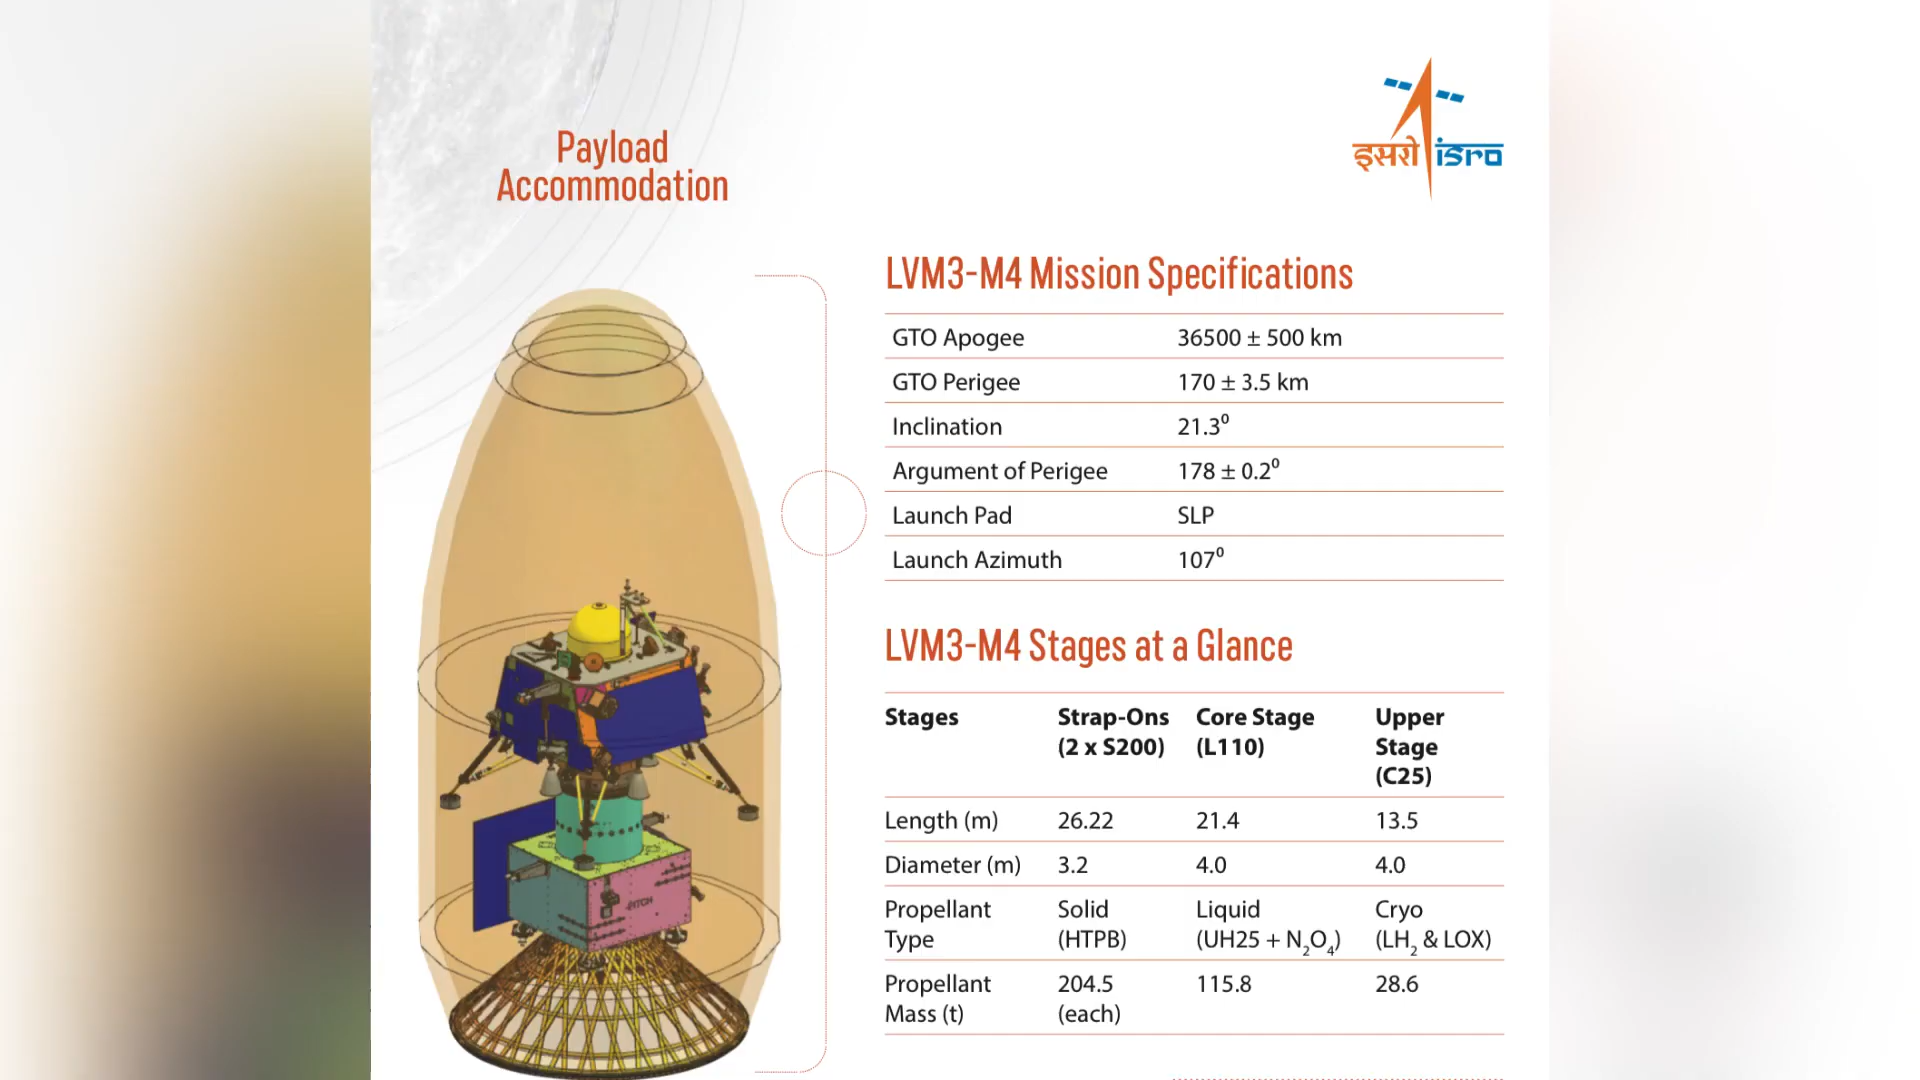 Payload
Accommodation
इसरो isro
LVM3-M4 Mission Specifications
GTO Apogee 36500 ± 500 km
GTO Perigee 170 ± 3.5 km
Inclination 21.3⁰
Argument of Perigee 178 ± 0.2⁰
Launch Pad SLP
Launch Azimuth 107⁰
LVM3-M4 Stages at a Glance
Stages Strap-Ons (2 x S200) Core Stage (L110) Upper Stage (C25)
Length (m) 26.22 21.4 13.5
Diameter (m) 3.2 4.0 4.0
Propellant Type Solid (HTPB) Liquid (UH25 + N₂O₄) Cryo (LH₂ & LOX)
Propellant Mass (t) 204.5 (each) 115.8 28.6